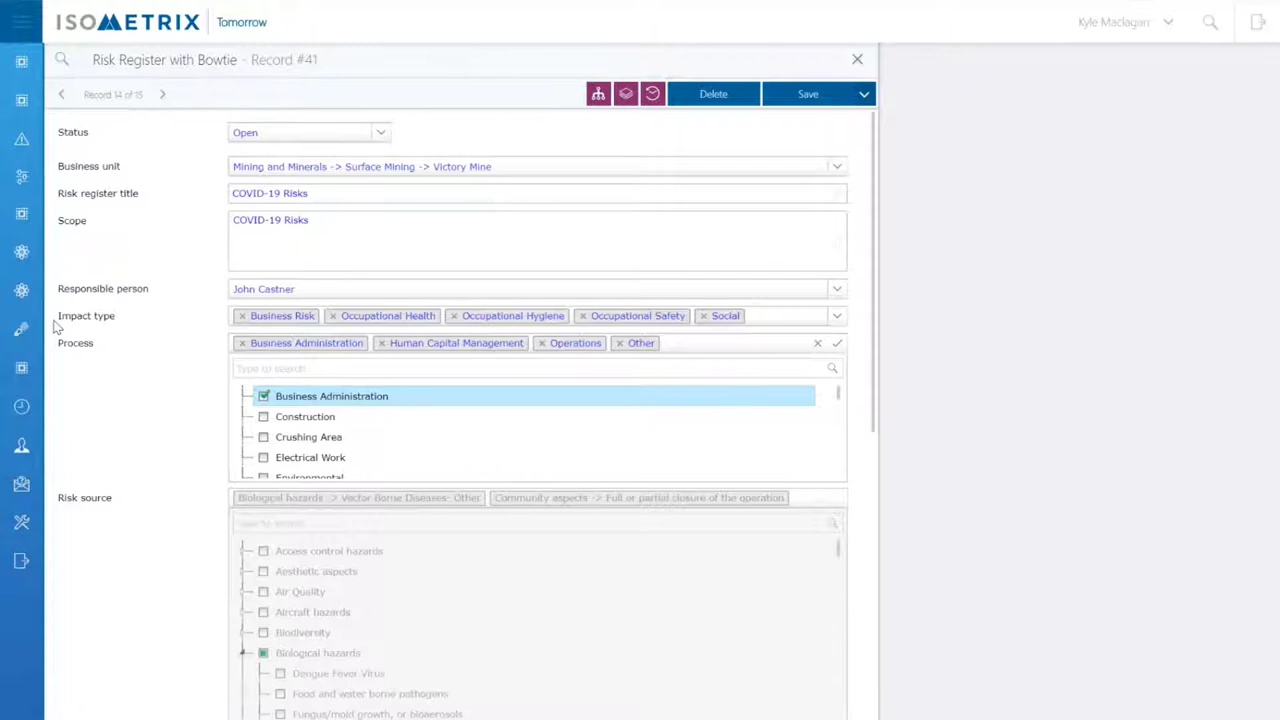 ISOMETRIX Tomorrow Kyle Maclagan
Risk Register with Bowtie - Record #41
Record 14 of 15 Delete Save
Status Open
Business unit Mining and Minerals -> Surface Mining -> Victory Mine
Risk register title COVID-19 Risks
Scope COVID-19 Risks
Responsible person John Castner
Impact type × Business Risk × Occupational Health × Occupational Hygiene × Occupational Safety × Social
Process × Business Administration × Human Capital Management × Operations × Other
Type to search
Business Administration
Construction
Crushing Area
Electrical Work
Environmental
Risk source Biological hazards -> Vector Borne Diseases- Other Community aspects -> Full or partial closure of the operation
Type to search
Access control hazards
Aesthetic aspects
Air Quality
Aircraft hazards
Biodiversity
Biological hazards
Dengue Fever Virus
Food and water borne pathogens
Fungus/mold growth, or bioaerosols